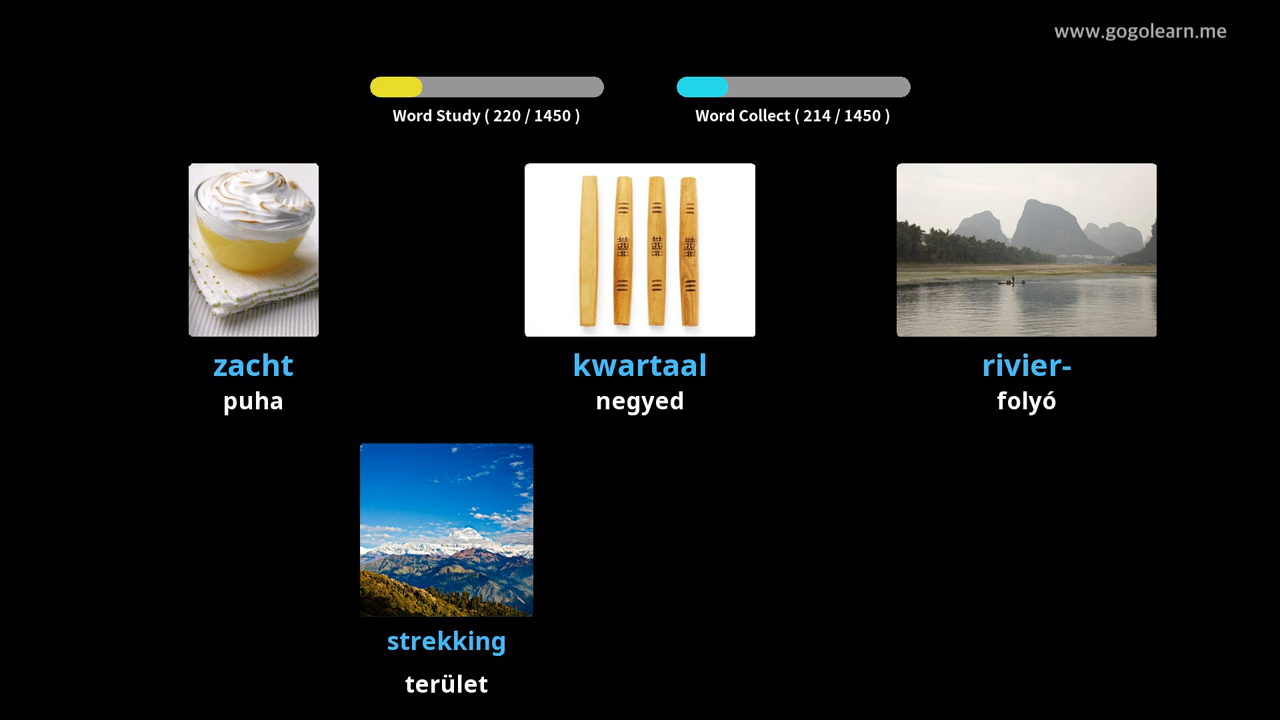 www.gogolearn.me
Word Study ( 220 / 1450 )
Word Collect ( 214 / 1450 )
zacht
puha
kwartaal
negyed
rivier-
folyó
strekking
terület